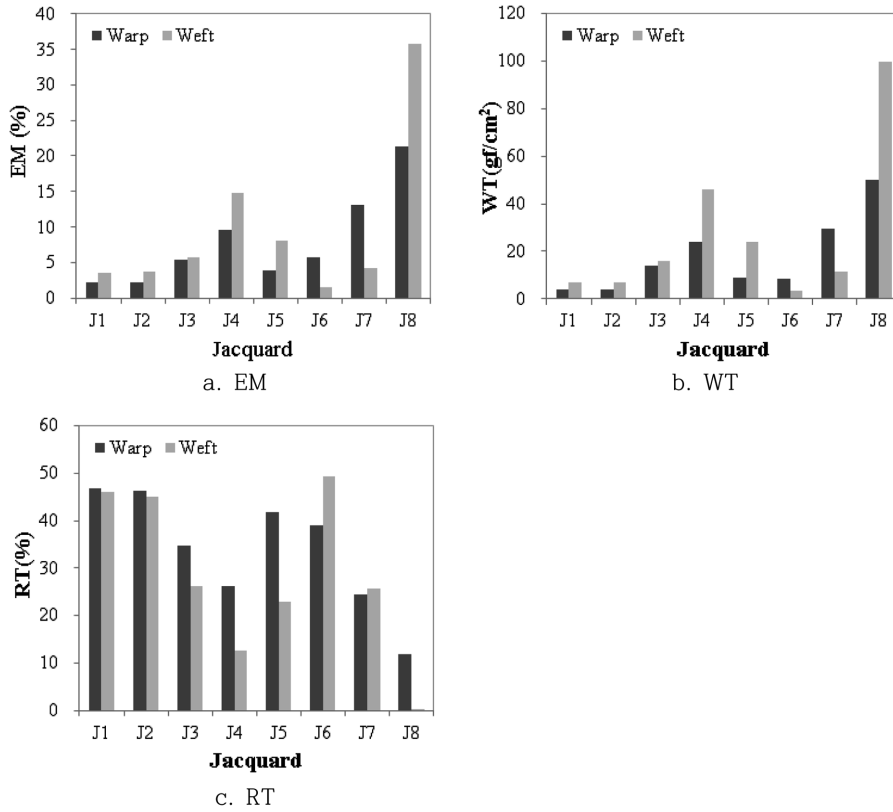 40
35
30
25
20
15
10
5
0
EM (%)
Warp Weft
J1 J2 J3 J4 J5 J6 J7 J8
Jacquard
a. EM
120
100
80
60
40
20
0
WT(gf/cm²)
Warp Weft
J1 J2 J3 J4 J5 J6 J7 J8
Jacquard
b. WT
60
50
40
30
20
10
0
RT(%)
Warp Weft
J1 J2 J3 J4 J5 J6 J7 J8
Jacquard
c. RT